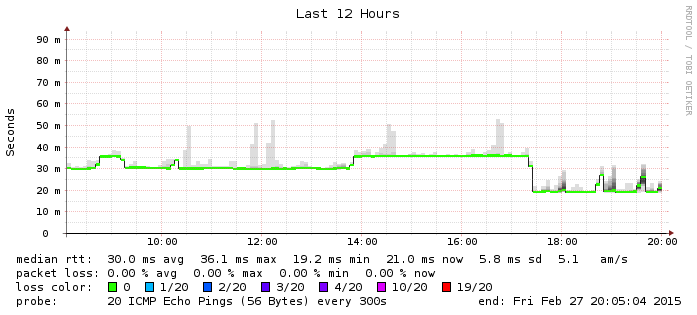 Last 12 Hours
RRDTOOL / TOBI OETIKER
Seconds
90 m
80 m
70 m
60 m
50 m
40 m
30 m
20 m
10 m
0
10:00 12:00 14:00 16:00 18:00 20:00
median rtt: 30.0 ms avg 36.1 ms max 19.2 ms min 21.0 ms now 5.8 ms sd 5.1 am/s
packet loss: 0.00 % avg 0.00 % max 0.00 % min 0.00 % now
loss color: 0 1/20 2/20 3/20 4/20 10/20 19/20
probe: 20 ICMP Echo Pings (56 Bytes) every 300s end: Fri Feb 27 20:05:04 2015